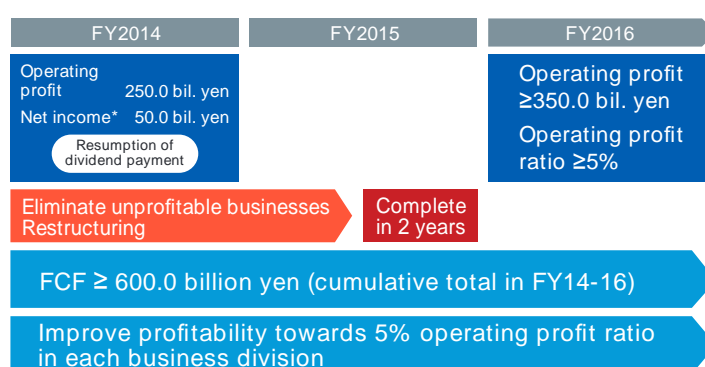 FY2014
FY2015
FY2016
Operating
profit 250.0 bil. yen
Net income* 50.0 bil. yen
Resumption of
dividend payment
Operating profit
≥350.0 bil. yen
Operating profit
ratio ≥5%
Eliminate unprofitable businesses
Restructuring
Complete
in 2 years
FCF ≥ 600.0 billion yen (cumulative total in FY14-16)
Improve profitability towards 5% operating profit ratio
in each business division